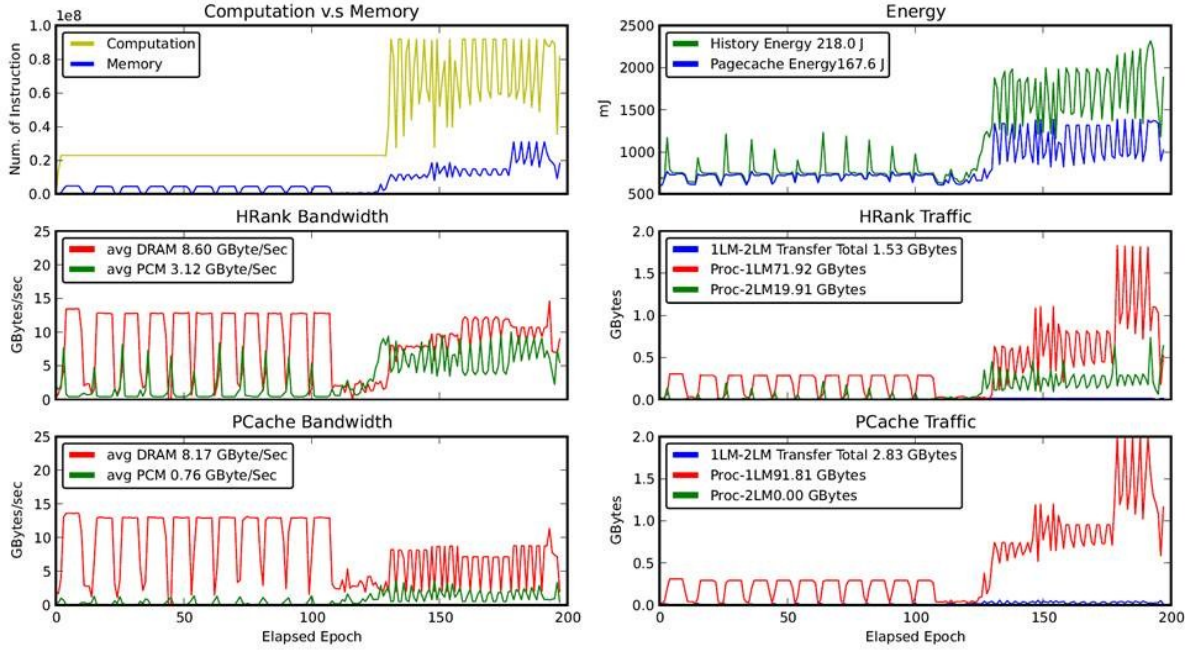 Computation v.s Memory
1e8
Num. of Instruction
1.0
0.8
0.6
0.4
0.2
0.0
Computation
Memory
Energy
mJ
2500
2000
1500
1000
500
History Energy 218.0 J
Pagecache Energy167.6 J
HRank Bandwidth
GBytes/sec
25
20
15
10
5
0
avg DRAM 8.60 GByte/Sec
avg PCM 3.12 GByte/Sec
HRank Traffic
GBytes
2.0
1.5
1.0
0.5
0.0
1LM-2LM Transfer Total 1.53 GBytes
Proc-1LM71.92 GBytes
Proc-2LM19.91 GBytes
PCache Bandwidth
GBytes/sec
25
20
15
10
5
0
avg DRAM 8.17 GByte/Sec
avg PCM 0.76 GByte/Sec
0 50 100 150 200
Elapsed Epoch
PCache Traffic
GBytes
2.0
1.5
1.0
0.5
0.0
1LM-2LM Transfer Total 2.83 GBytes
Proc-1LM91.81 GBytes
Proc-2LM0.00 GBytes
0 50 100 150 200
Elapsed Epoch